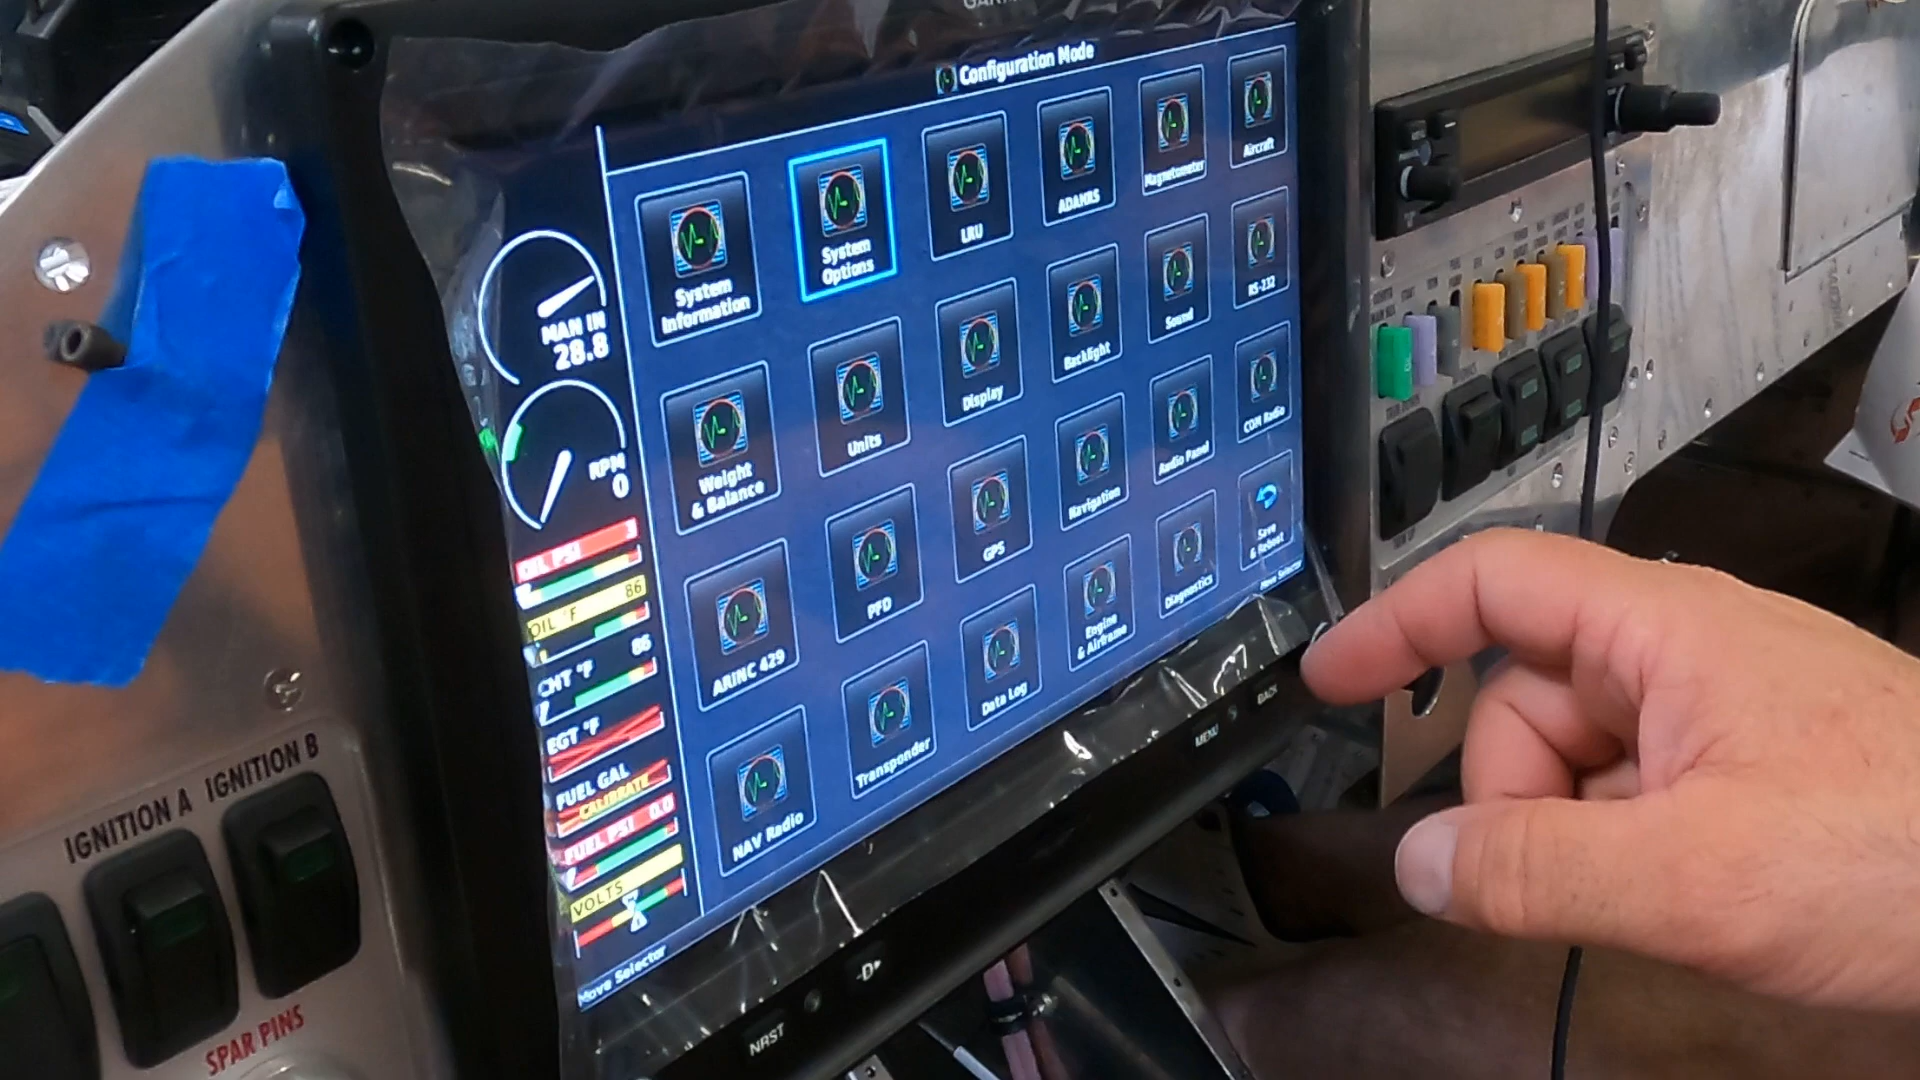 Configuration Mode
System
Information
System
Options
LRU
ADAHRS
Magnetometer
Aircraft
Weight
& Balance
Units
Display
Backlight
Sound
RS-232
ARINC 429
PFD
GPS
Navigation
Audio Panel
COM Radio
NAV Radio
Transponder
Data Log
Engine
& Airframe
Diagnostics
Save
& Reboot
Move Selector
MAN IN
28.8
RPM
0
OIL PSI
OIL °F 86
CHT °F 86
EGT °F
FUEL GAL
CALIBRATE
FUEL PSI 0.0
VOLTS
Move Selector
NRST
-D
MENU
BACK
IGNITION A
IGNITION B
SPAR PINS